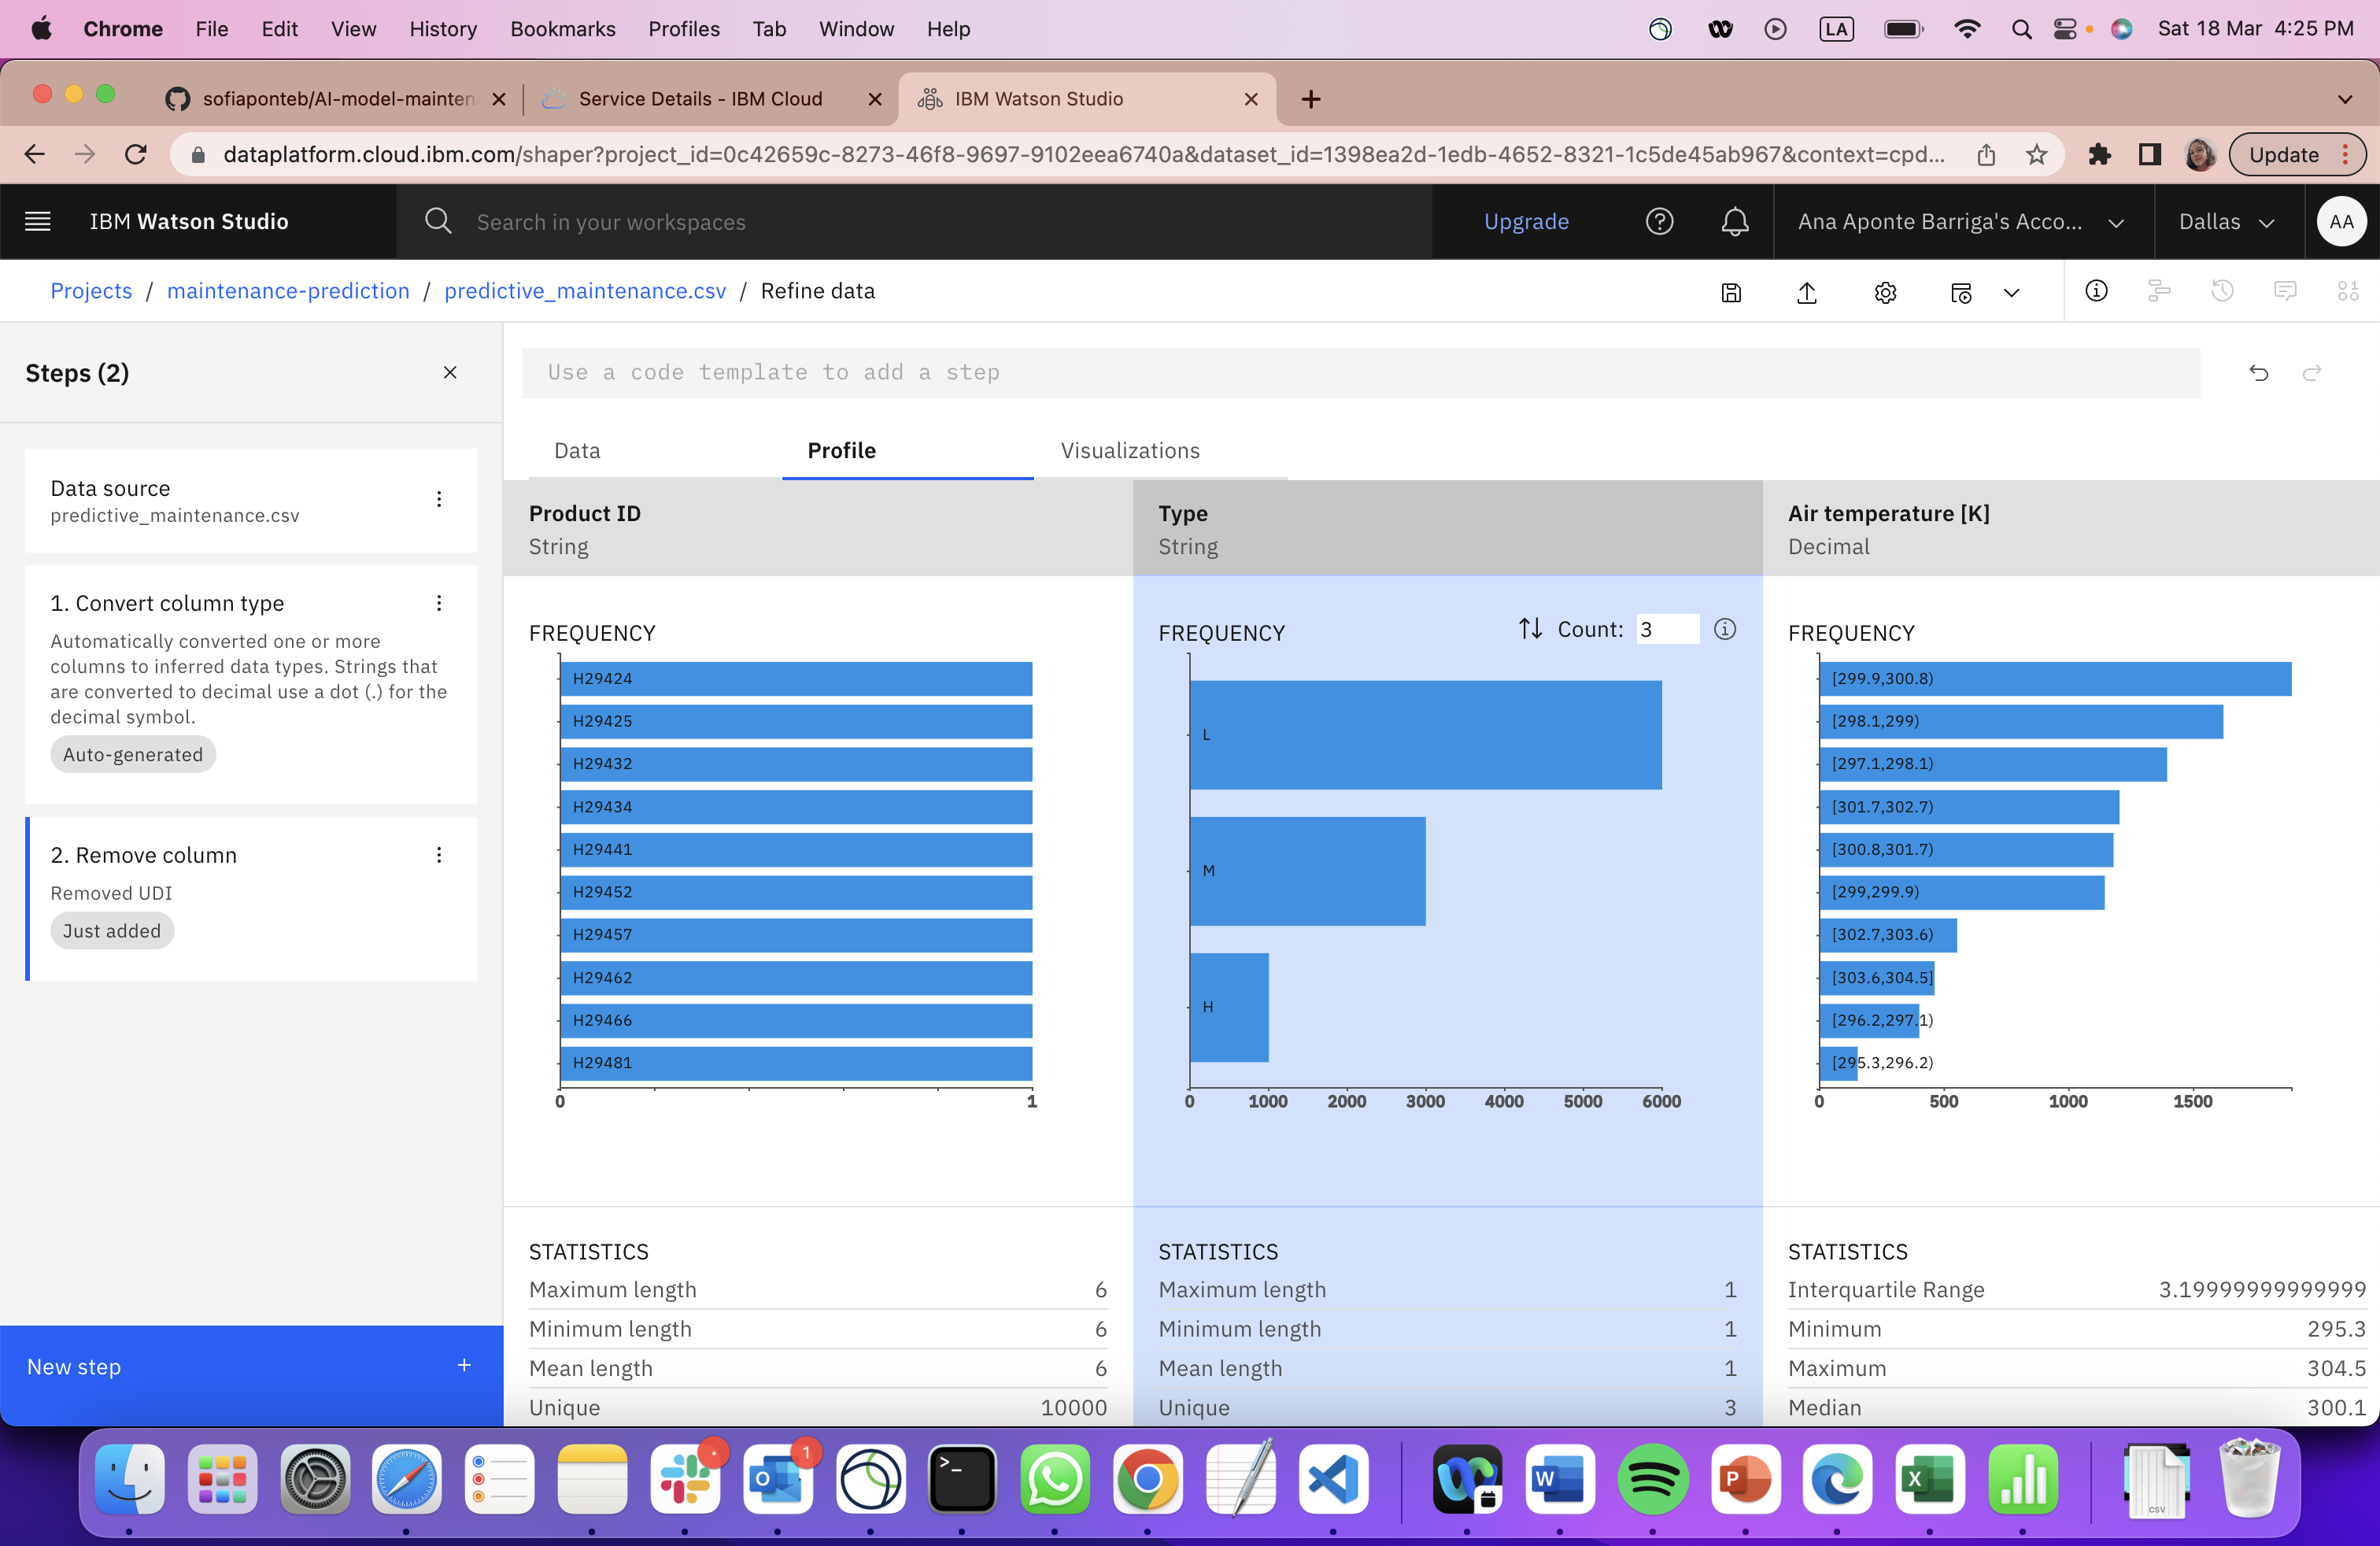 Chrome File Edit View History Bookmarks Profiles Tab Window Help LA Sat 18 Mar 4:25 PM
sofiaponteb/AI-model-mainten Service Details - IBM Cloud IBM Watson Studio
dataplatform.cloud.ibm.com/shaper?project_id=0c42659c-8273-46f8-9697-9102eea6740a&dataset_id=1398ea2d-1edb-4652-8321-1c5de45ab967&context=cpd... Update
IBM Watson Studio Search in your workspaces Upgrade Ana Aponte Barriga's Acco... Dallas AA
Projects / maintenance-prediction / predictive_maintenance.csv / Refine data
Steps (2)
Data source
predictive_maintenance.csv
1. Convert column type
Automatically converted one or more
columns to inferred data types. Strings that
are converted to decimal use a dot (.) for the
decimal symbol.
Auto-generated
2. Remove column
Removed UDI
Just added
New step +
Use a code template to add a step
Data Profile Visualizations
Product ID
String
FREQUENCY
H29424
H29425
H29432
H29434
H29441
H29452
H29457
H29462
H29466
H29481
0 1
STATISTICS
Maximum length 6
Minimum length 6
Mean length 6
Unique 10000
Type
String
FREQUENCY Count: 3
L
M
H
0 1000 2000 3000 4000 5000 6000
STATISTICS
Maximum length 1
Minimum length 1
Mean length 1
Unique 3
Air temperature [K]
Decimal
FREQUENCY
[299.9,300.8)
[298.1,299)
[297.1,298.1)
[301.7,302.7)
[300.8,301.7)
[299,299.9)
[302.7,303.6)
[303.6,304.5]
[296.2,297.1)
[295.3,296.2)
0 500 1000 1500
STATISTICS
Interquartile Range 3.19999999999999
Minimum 295.3
Maximum 304.5
Median 300.1
1
CSV